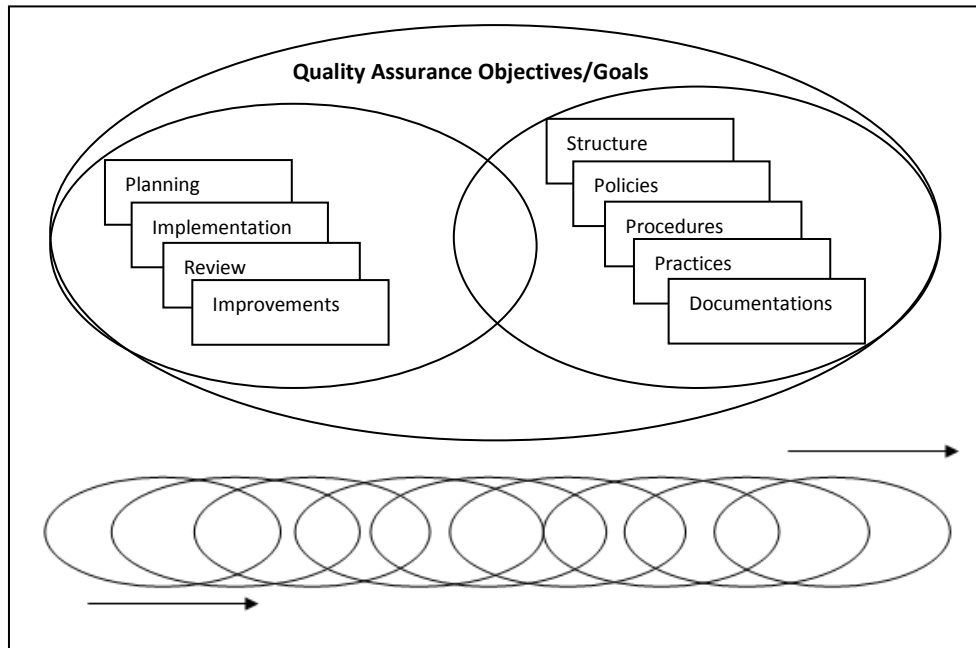 Quality Assurance Objectives/Goals
Planning
Implementation
Review
Improvements
Structure
Policies
Procedures
Practices
Documentations